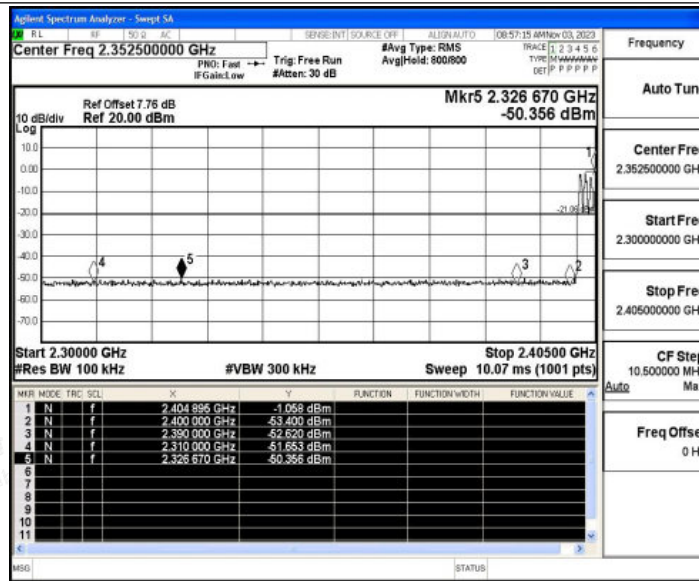 Agilent Spectrum Analyzer - Swept SA
RL RF 50 Ω AC SENSE:INT SOURCE OFF ALIGN AUTO 08:57:15 AM Nov 03, 2023
Center Freq 2.352500000 GHz
PNO: Fast
IFGain:Low
Trig: Free Run
#Atten: 30 dB
#Avg Type: RMS
Avg|Hold: 800/800
TRACE 1 2 3 4 5 6
TYPE M W W W W W
DET P P P P P P
Ref Offset 7.76 dB
Ref 20.00 dBm
10 dB/div
Log
Mkr5 2.326 670 GHz
-50.356 dBm
10.0
0.00
-10.0
-20.0
-30.0
-40.0
-50.0
-60.0
-70.0
1
4
5
3
2
Start 2.30000 GHz Stop 2.40500 GHz
#Res BW 100 kHz #VBW 300 kHz Sweep 10.07 ms (1001 pts)
MKR MODE TRC SCL X Y FUNCTION FUNCTION WIDTH FUNCTION VALUE
1 N f 2.404 895 GHz -1.058 dBm
2 N f 2.400 000 GHz -53.400 dBm
3 N f 2.390 000 GHz -52.620 dBm
4 N f 2.310 000 GHz -51.653 dBm
5 N f 2.326 670 GHz -50.356 dBm
6
7
8
9
10
11
MSG STATUS
Frequency
Auto Tun
Center Fre
2.352500000 GH
Start Fre
2.300000000 GH
Stop Fre
2.405000000 GH
CF Ste
10.500000 MH
Auto Ma
Freq Offse
0 H